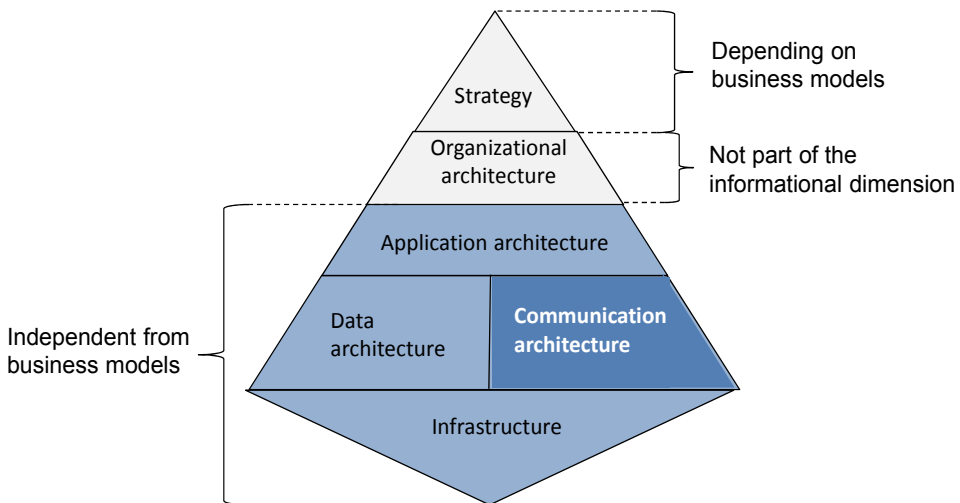 Depending on
business models
Strategy
Organizational
architecture
Not part of the
informational dimension
Application architecture
Data
architecture
Communication
architecture
Independent from
business models
Infrastructure